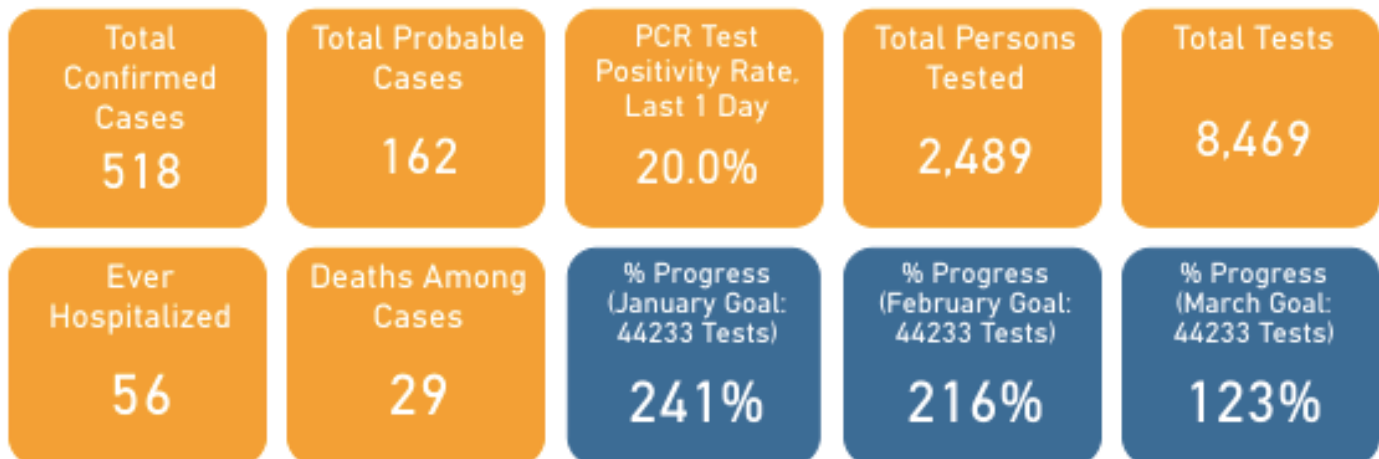 Total
Confirmed
Cases
518
Total Probable
Cases
162
PCR Test
Positivity Rate,
Last 1 Day
20.0%
Total Persons
Tested
2,489
Total Tests
8,469
Ever
Hospitalized
56
Deaths Among
Cases
29
% Progress
(January Goal:
44233 Tests)
241%
% Progress
(February Goal:
44233 Tests)
216%
% Progress
(March Goal:
44233 Tests)
123%